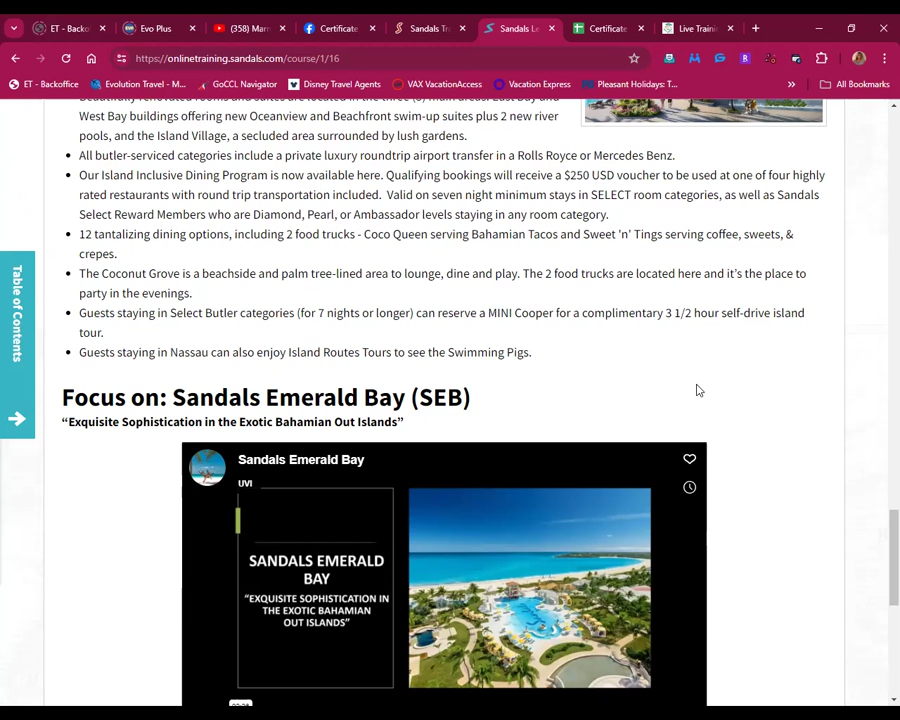 ET - Backo
Evo Plus
(358) Mar
Certificate
Sandals Tr
Sandals Le
Certificate
Live Traini
https://onlinetraining.sandals.com/course/1/16
ET - Backoffice
Evolution Travel - M...
GoCCL Navigator
Disney Travel Agents
VAX VacationAccess
Vacation Express
Pleasant Holidays: T...
All Bookmarks
West Bay buildings offering new Oceanview and Beachfront swim-up suites plus 2 new river
pools, and the Island Village, a secluded area surrounded by lush gardens.
All butler-serviced categories include a private luxury roundtrip airport transfer in a Rolls Royce or Mercedes Benz.
Our Island Inclusive Dining Program is now available here. Qualifying bookings will receive a $250 USD voucher to be used at one of four highly
rated restaurants with round trip transportation included. Valid on seven night minimum stays in SELECT room categories, as well as Sandals
Select Reward Members who are Diamond, Pearl, or Ambassador levels staying in any room category.
12 tantalizing dining options, including 2 food trucks - Coco Queen serving Bahamian Tacos and Sweet 'n' Tings serving coffee, sweets, &
crepes.
The Coconut Grove is a beachside and palm tree-lined area to lounge, dine and play. The 2 food trucks are located here and it's the place to
party in the evenings.
Guests staying in Select Butler categories (for 7 nights or longer) can reserve a MINI Cooper for a complimentary 3 1/2 hour self-drive island
tour.
Guests staying in Nassau can also enjoy Island Routes Tours to see the Swimming Pigs.
Table of Contents
Focus on: Sandals Emerald Bay (SEB)
“Exquisite Sophistication in the Exotic Bahamian Out Islands”
Sandals Emerald Bay
UVI
SANDALS EMERALD
BAY
“EXQUISITE SOPHISTICATION IN
THE EXOTIC BAHAMIAN
OUT ISLANDS”